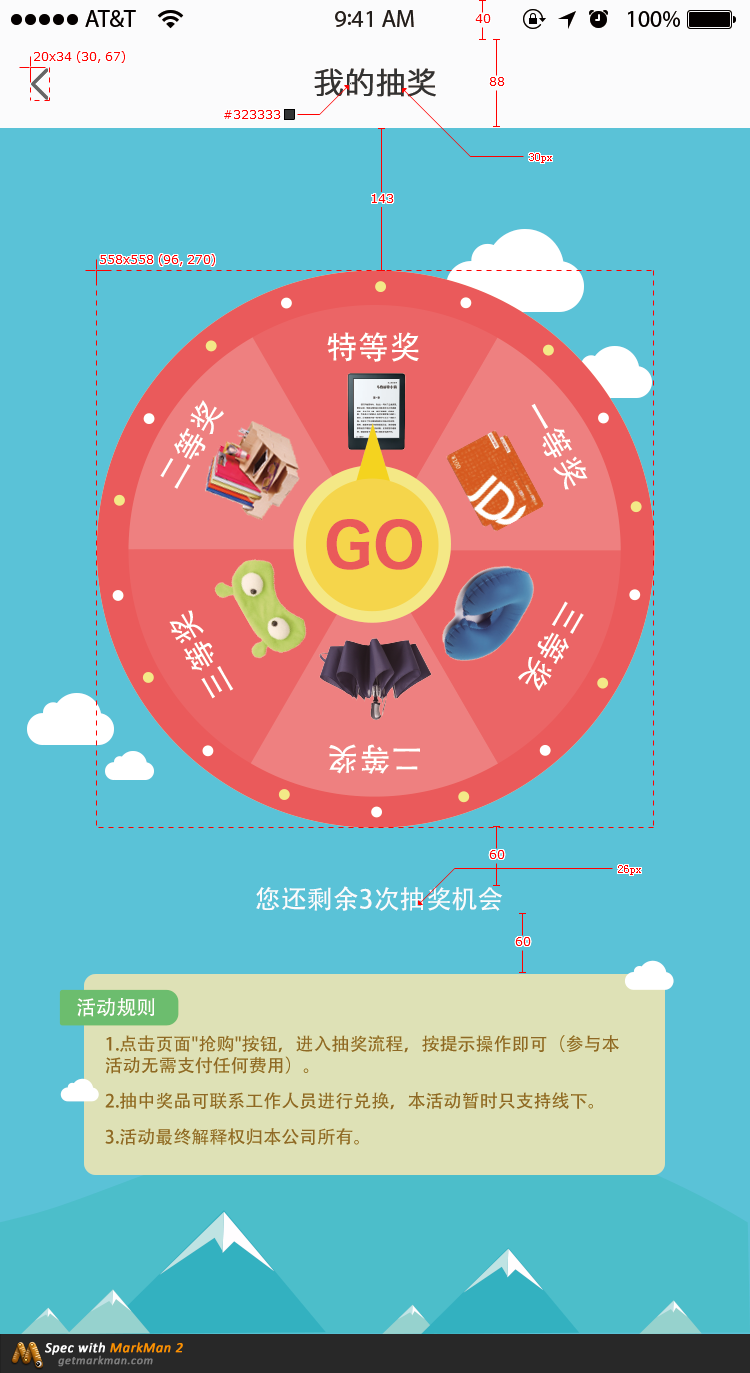 AT&T 9:41 AM 100%
40
20x34 (30, 67)
88
我的抽奖
#323333
30px
143
558x558 (96, 270)
特等奖
一等奖
二等奖
JD
¥100
GO
三等奖
三等奖
二等奖
60
26px
您还剩余3次抽奖机会
60
活动规则
1.点击页面"抢购"按钮，进入抽奖流程，按提示操作即可（参与本
活动无需支付任何费用）。
2.抽中奖品可联系工作人员进行兑换，本活动暂时只支持线下。
3.活动最终解释权归本公司所有。
Spec with MarkMan 2
getmarkman.com